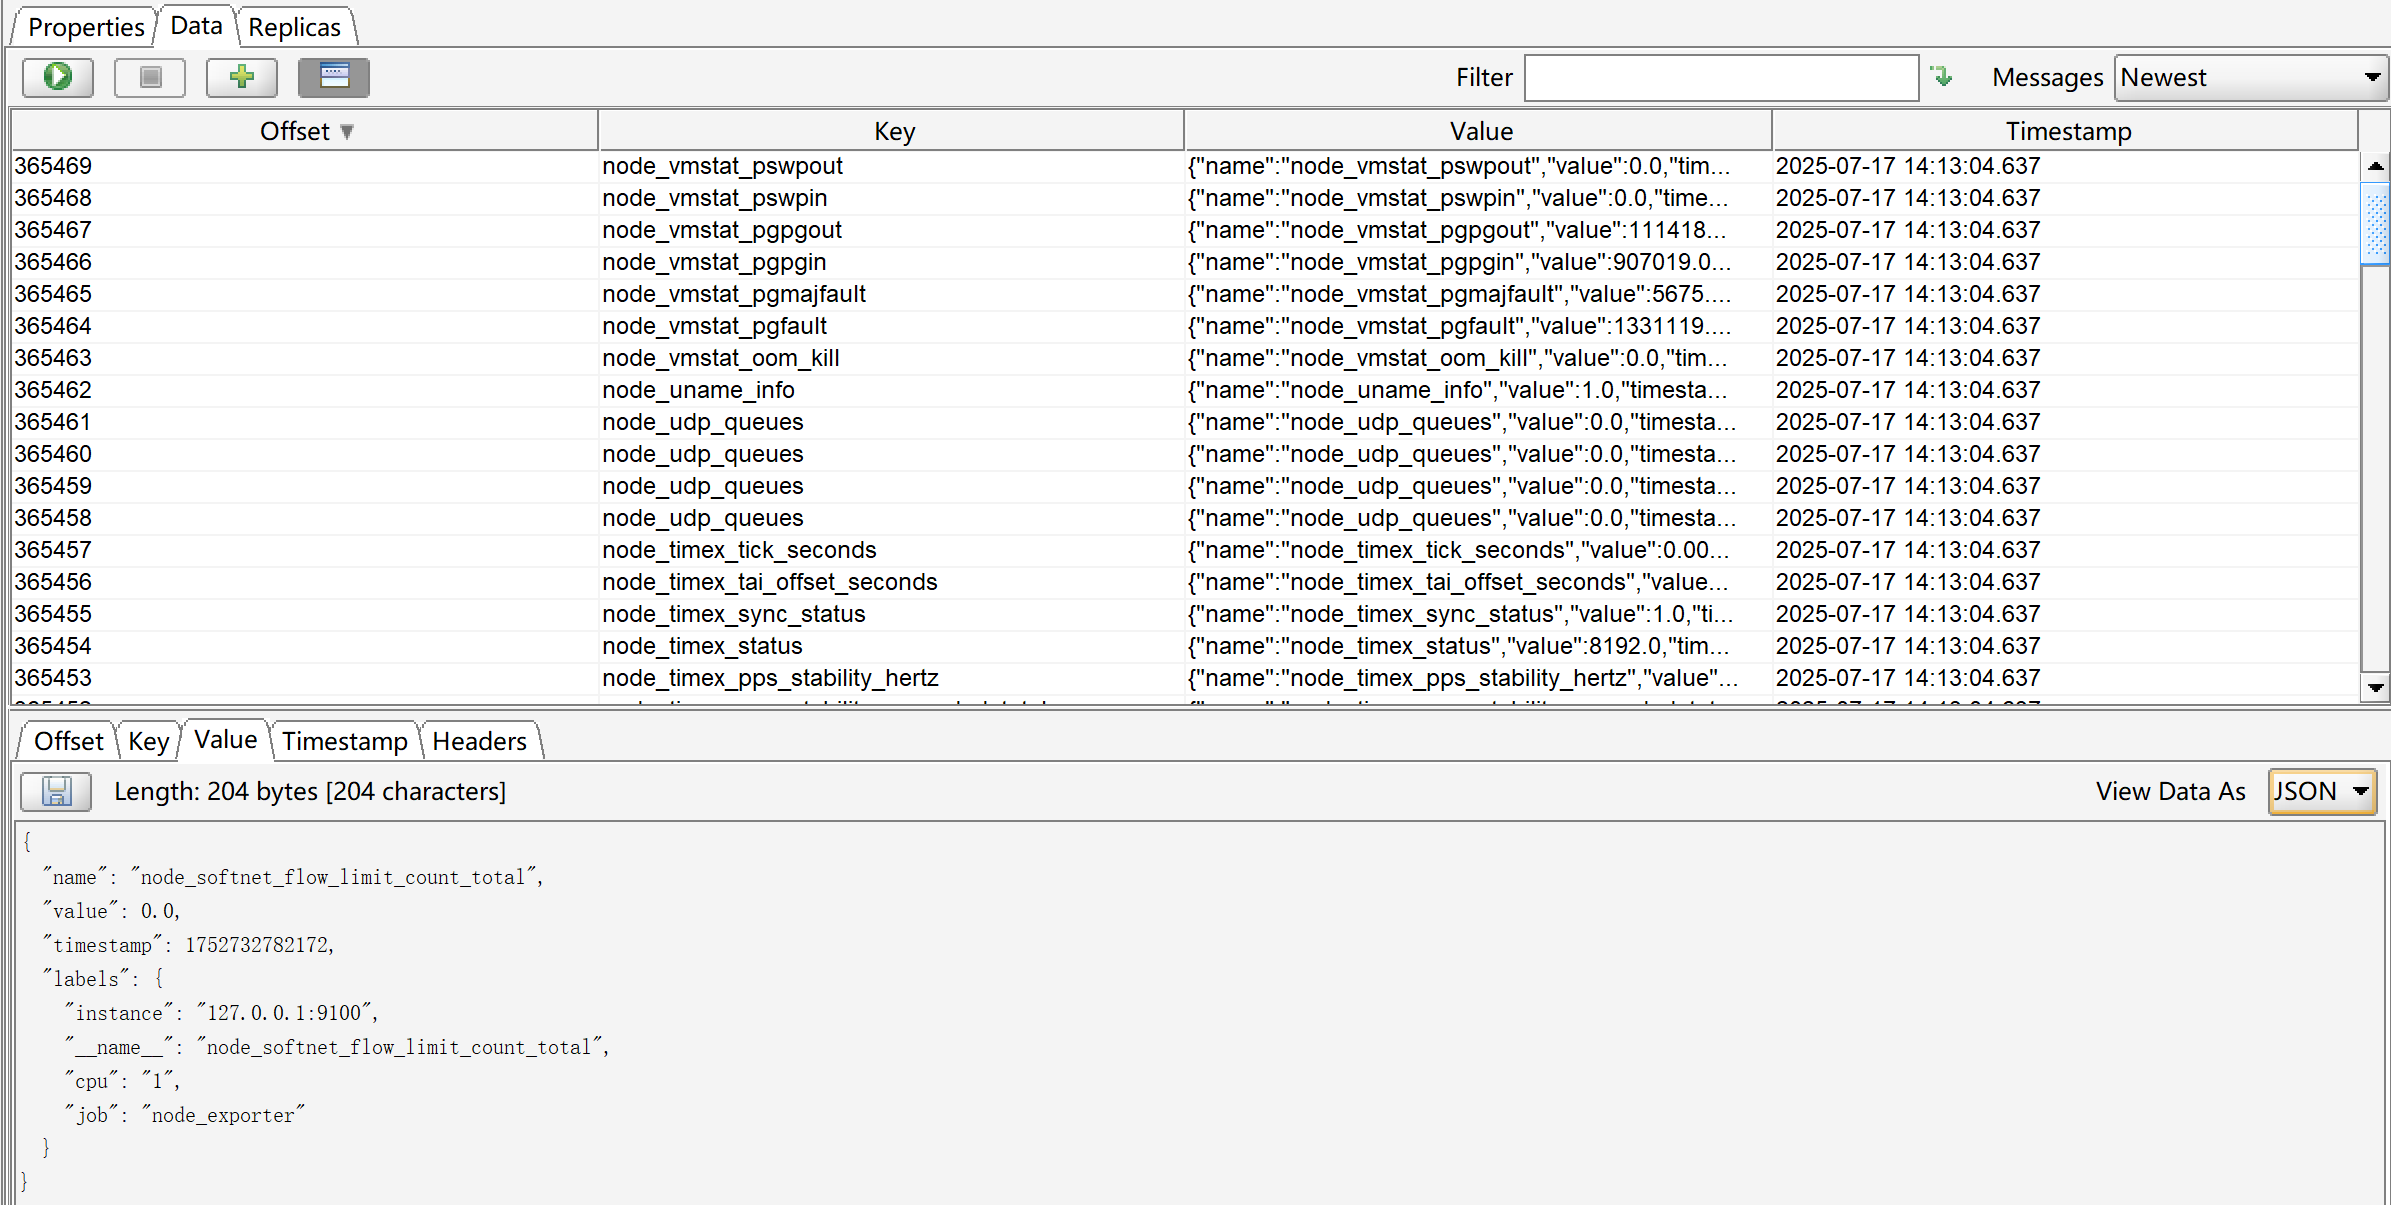 Properties Data Replicas
Filter Messages Newest
Offset Key Value Timestamp
365469 node_vmstat_pswpout {"name":"node_vmstat_pswpout","value":0.0,"tim... 2025-07-17 14:13:04.637
365468 node_vmstat_pswpin {"name":"node_vmstat_pswpin","value":0.0,"time... 2025-07-17 14:13:04.637
365467 node_vmstat_pgpgout {"name":"node_vmstat_pgpgout","value":111418... 2025-07-17 14:13:04.637
365466 node_vmstat_pgpgin {"name":"node_vmstat_pgpgin","value":907019.0... 2025-07-17 14:13:04.637
365465 node_vmstat_pgmajfault {"name":"node_vmstat_pgmajfault","value":5675.... 2025-07-17 14:13:04.637
365464 node_vmstat_pgfault {"name":"node_vmstat_pgfault","value":1331119.... 2025-07-17 14:13:04.637
365463 node_vmstat_oom_kill {"name":"node_vmstat_oom_kill","value":0.0,"tim... 2025-07-17 14:13:04.637
365462 node_uname_info {"name":"node_uname_info","value":1.0,"timesta... 2025-07-17 14:13:04.637
365461 node_udp_queues {"name":"node_udp_queues","value":0.0,"timesta... 2025-07-17 14:13:04.637
365460 node_udp_queues {"name":"node_udp_queues","value":0.0,"timesta... 2025-07-17 14:13:04.637
365459 node_udp_queues {"name":"node_udp_queues","value":0.0,"timesta... 2025-07-17 14:13:04.637
365458 node_udp_queues {"name":"node_udp_queues","value":0.0,"timesta... 2025-07-17 14:13:04.637
365457 node_timex_tick_seconds {"name":"node_timex_tick_seconds","value":0.00... 2025-07-17 14:13:04.637
365456 node_timex_tai_offset_seconds {"name":"node_timex_tai_offset_seconds","value... 2025-07-17 14:13:04.637
365455 node_timex_sync_status {"name":"node_timex_sync_status","value":1.0,"ti... 2025-07-17 14:13:04.637
365454 node_timex_status {"name":"node_timex_status","value":8192.0,"tim... 2025-07-17 14:13:04.637
365453 node_timex_pps_stability_hertz {"name":"node_timex_pps_stability_hertz","value"... 2025-07-17 14:13:04.637
Offset Key Value Timestamp Headers
Length: 204 bytes [204 characters] View Data As JSON
{
"name": "node_softnet_flow_limit_count_total",
"value": 0.0,
"timestamp": 1752732782172,
"labels": {
"instance": "127.0.0.1:9100",
"__name__": "node_softnet_flow_limit_count_total",
"cpu": "1",
"job": "node_exporter"
}
}